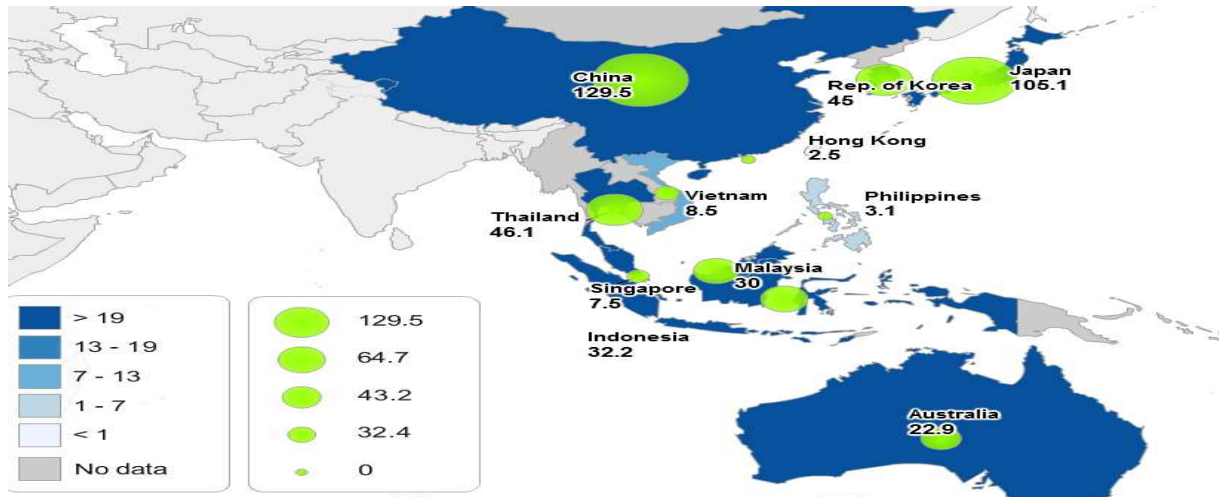 China
129.5
Rep. of Korea
45
Japan
105.1
Hong Kong
2.5
Vietnam
8.5
Philippines
3.1
Thailand
46.1
Malaysia
30
Singapore
7.5
Indonesia
32.2
Australia
22.9
> 19
13 - 19
7 - 13
1 - 7
< 1
No data
129.5
64.7
43.2
32.4
0